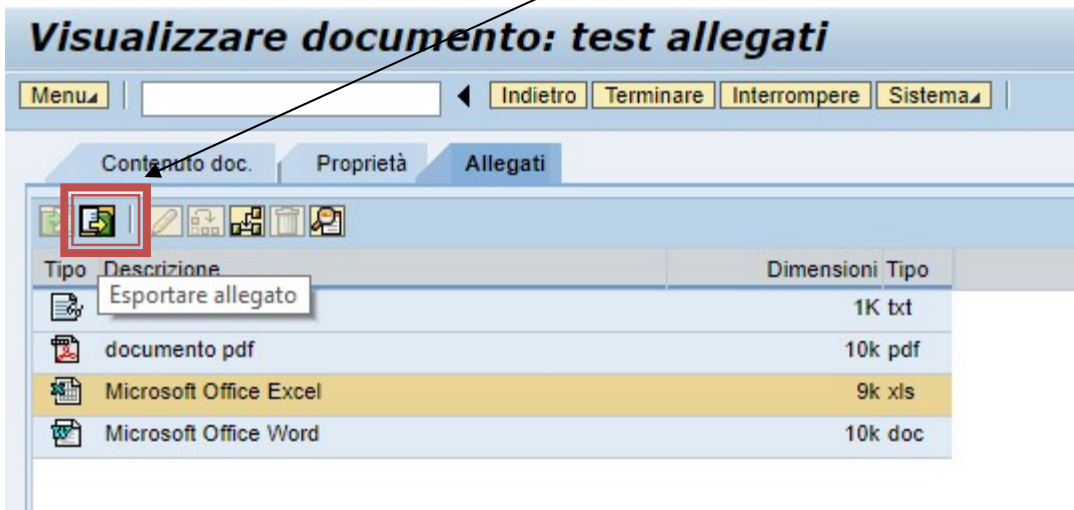 Visualizzare documento: test allegati
Menu Indietro Terminare Interrompere Sistema
Contenuto doc. Proprietà Allegati
Tipo Descrizione Dimensioni Tipo
Esportare allegato
1K txt
documento pdf 10k pdf
Microsoft Office Excel 9k xls
Microsoft Office Word 10k doc